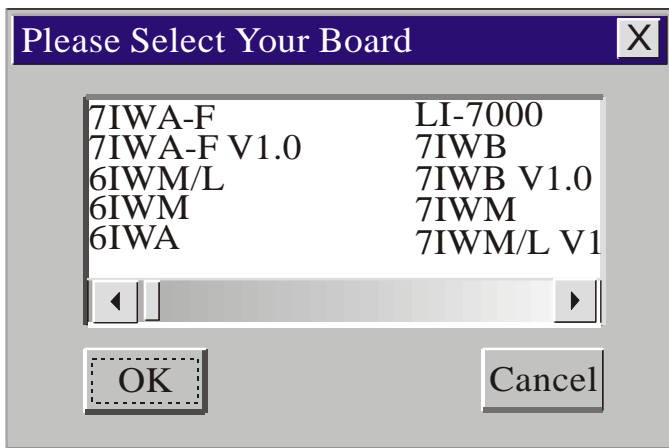 Please Select Your Board X
7IWA-F
7IWA-F V1.0
6IWM/L
6IWM
6IWA
LI-7000
7IWB
7IWB V1.0
7IWM
7IWM/L V1
OK
Cancel